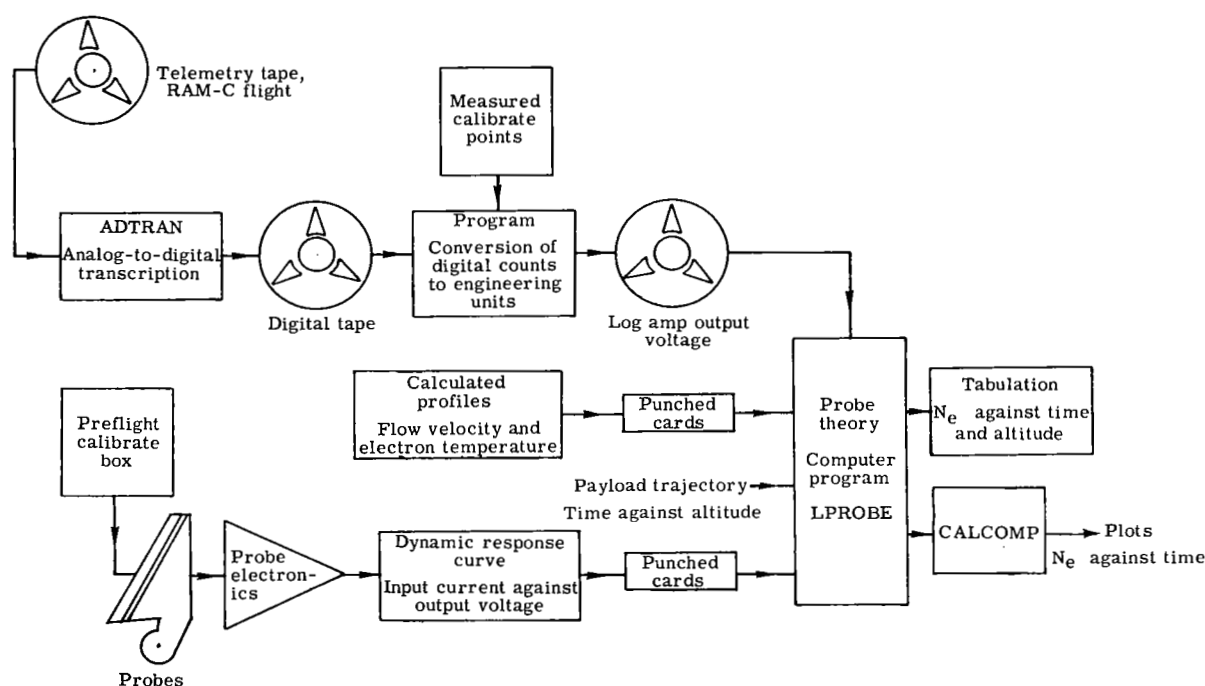 Telemetry tape,
RAM-C flight
Measured
calibrate
points
ADTRAN
Analog-to-digital
transcription
Digital tape
Program
Conversion of
digital counts
to engineering
units
Log amp output
voltage
Calculated
profiles
Flow velocity and
electron temperature
Punched
cards
Payload trajectory
Time against altitude
Probe
theory
Computer
program
LPROBE
Tabulation
Ne against time
and altitude
CALCOMP
Plots
Ne against time
Preflight
calibrate
box
Probes
Probe
electron-
ics
Dynamic response
curve
Input current against
output voltage
Punched
cards